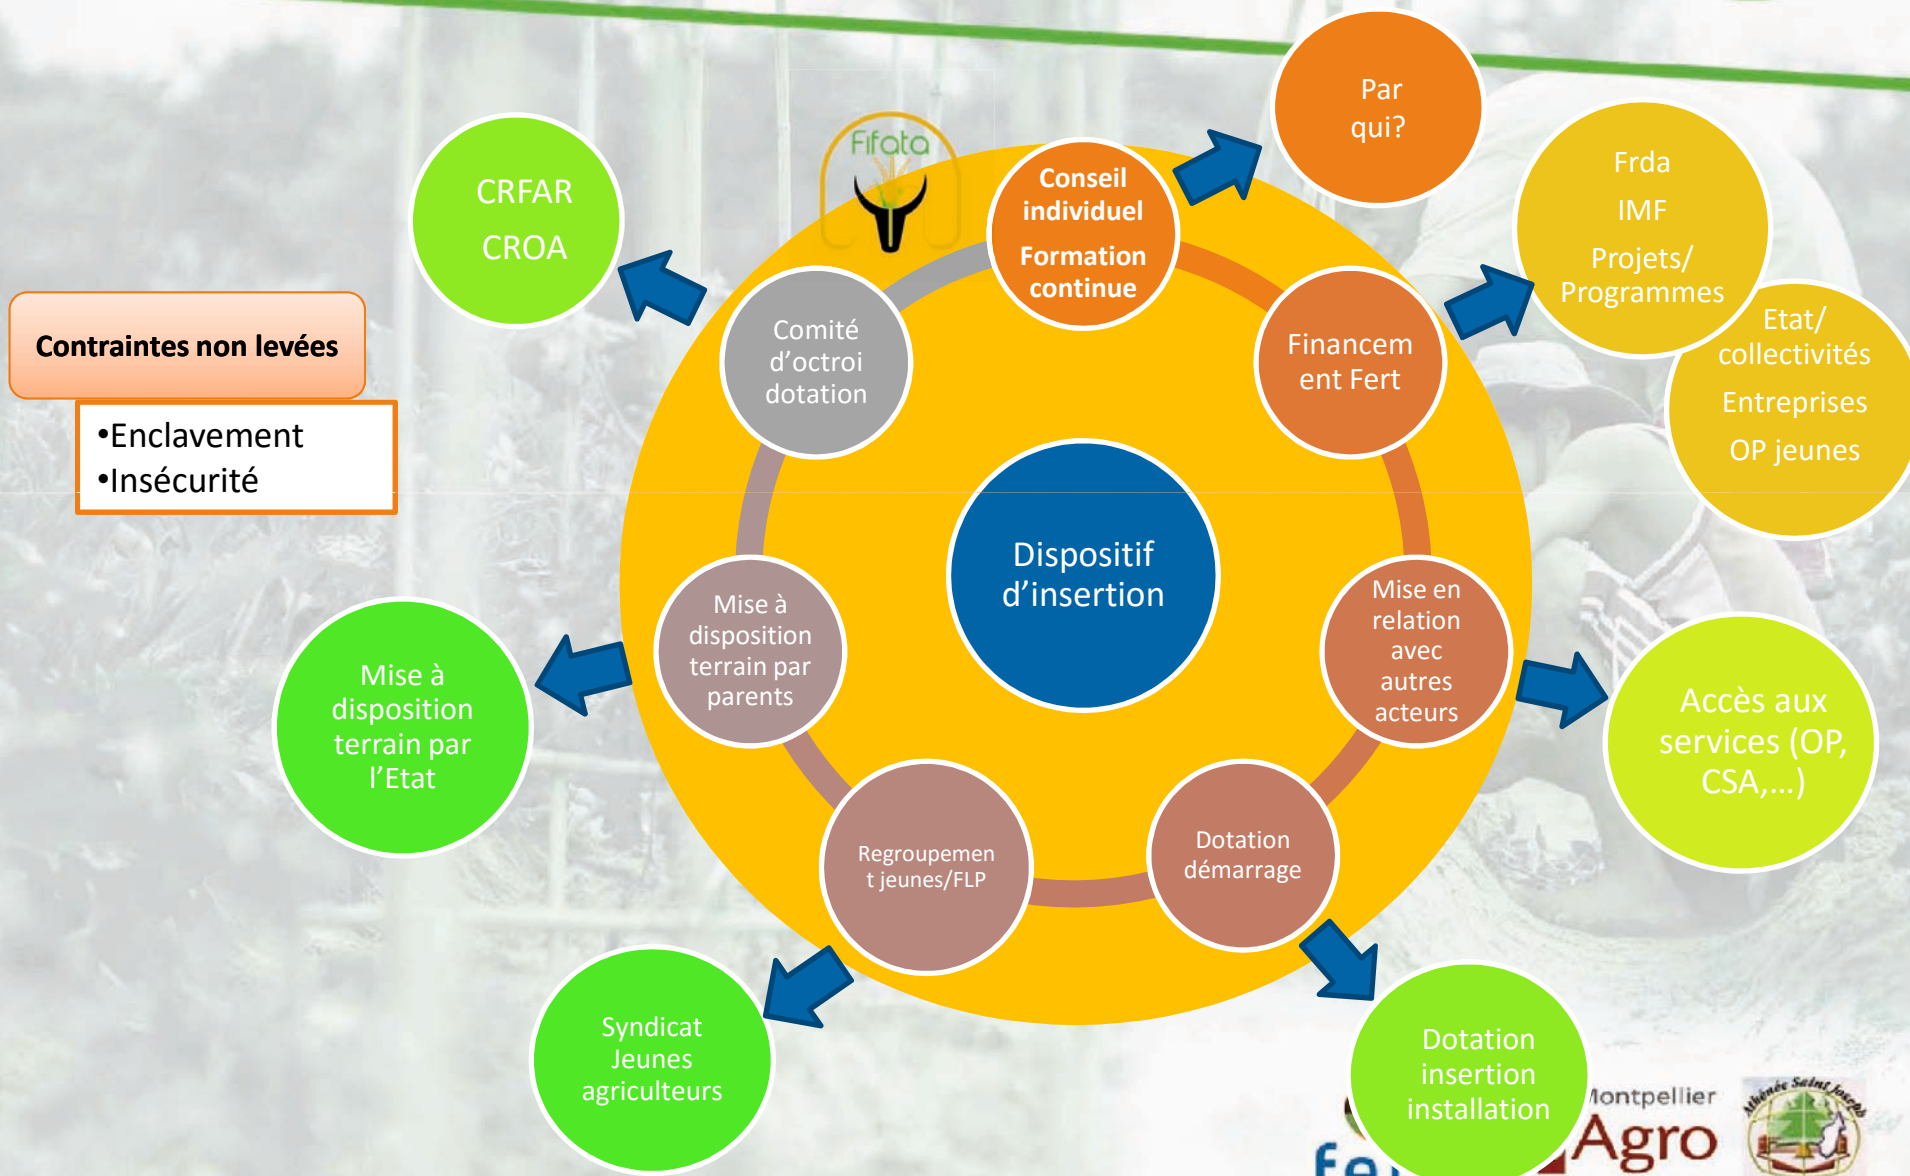 Par
qui?
Fifata
Conseil
individuel
Formation
continue
CRFAR
CROA
Frda
IMF
Projets/
Programmes
Etat/
collectivités
Entreprises
OP jeunes
Contraintes non levées
•Enclavement
•Insécurité
Comité
d’octroi
dotation
Financem
ent Fert
Dispositif
d’insertion
Mise à
disposition
terrain par
parents
Mise en
relation
avec
autres
acteurs
Mise à
disposition
terrain par
l’Etat
Accès aux
services (OP,
CSA,...)
Regroupemen
t jeunes/FLP
Dotation
démarrage
Syndicat
Jeunes
agriculteurs
Dotation
insertion
installation
Montpellier
Agro
Athénée Saint Joseph